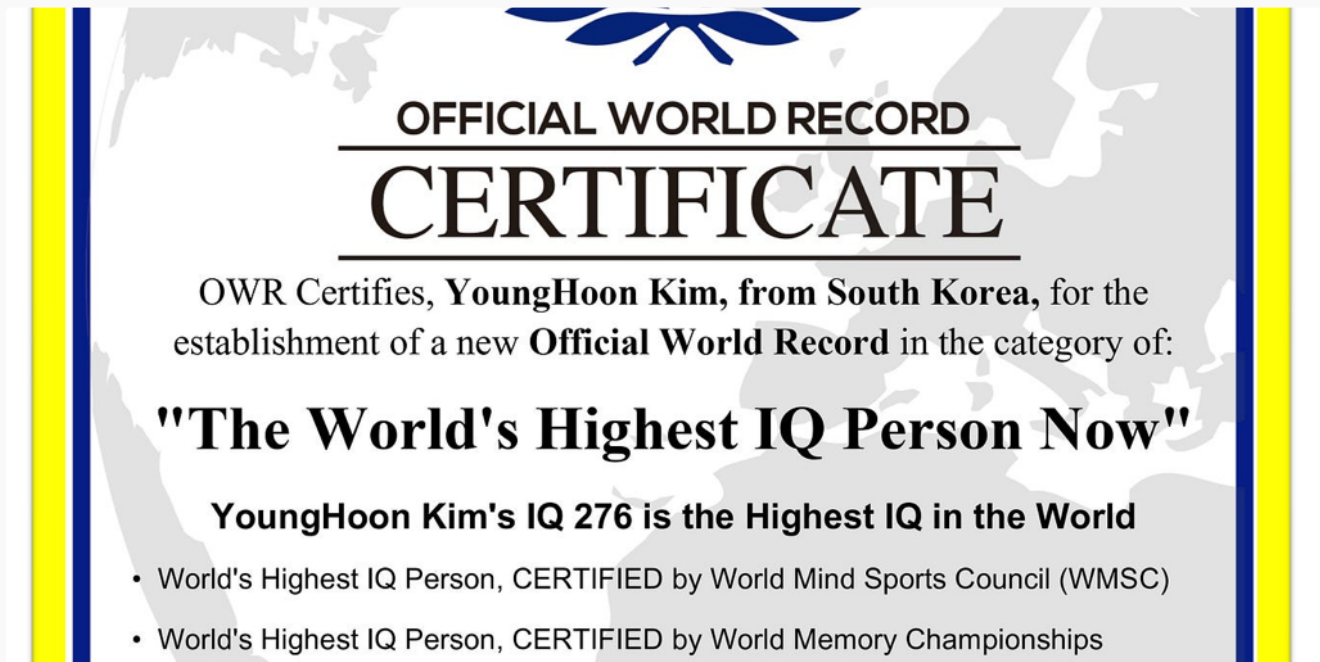 OFFICIAL WORLD RECORD
CERTIFICATE
OWR Certifies, YoungHoon Kim, from South Korea, for the
establishment of a new Official World Record in the category of:
"The World's Highest IQ Person Now"
YoungHoon Kim's IQ 276 is the Highest IQ in the World
• World's Highest IQ Person, CERTIFIED by World Mind Sports Council (WMSC)
• World's Highest IQ Person, CERTIFIED by World Memory Championships